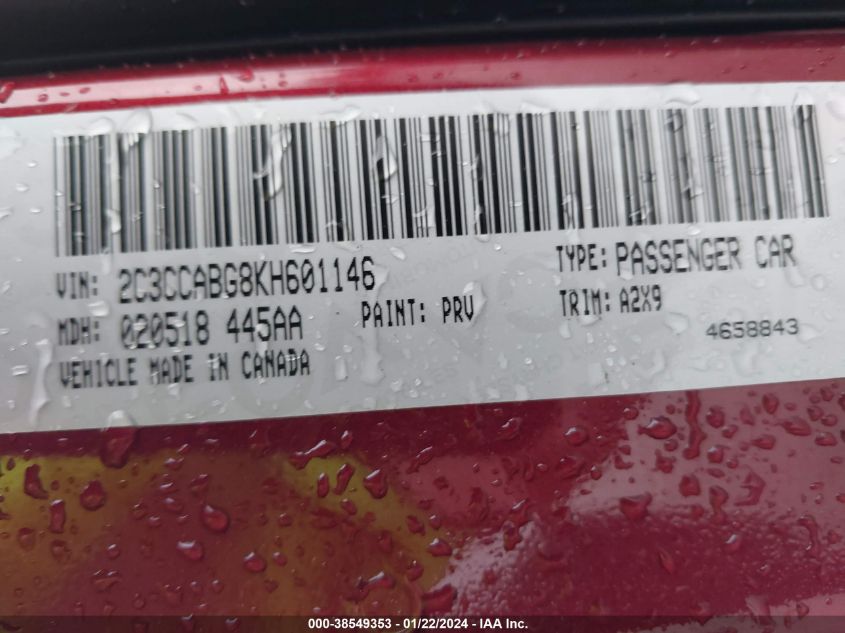 VIN: 2C3CCABG8KH601146 TYPE: PASSENGER CAR
MDH: 020518 445AA PAINT: PRV TRIM: A2X9
VEHICLE MADE IN CANADA 4658843
000-38549353 - 01/22/2024 - IAA Inc.